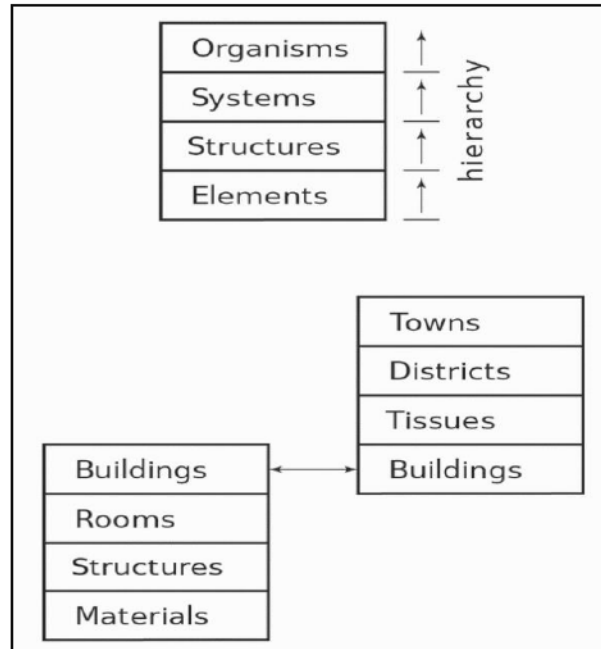 Organisms
Systems
Structures
Elements
hierarchy
Towns
Districts
Tissues
Buildings
Buildings
Rooms
Structures
Materials